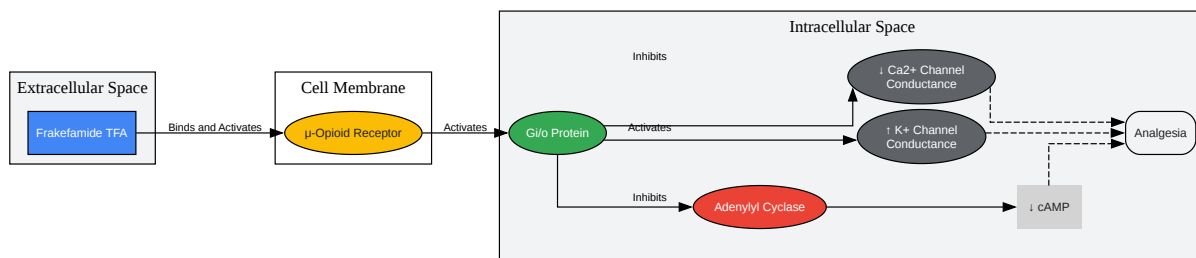 Extracellular Space
Frakefamide TFA
Binds and Activates
Cell Membrane
μ-Opioid Receptor
Activates
Intracellular Space
Gi/o Protein
Inhibits
↓ Ca2+ Channel
Conductance
Activates
↑ K+ Channel
Conductance
Inhibits
Adenylyl Cyclase
↓ cAMP
Analgesia